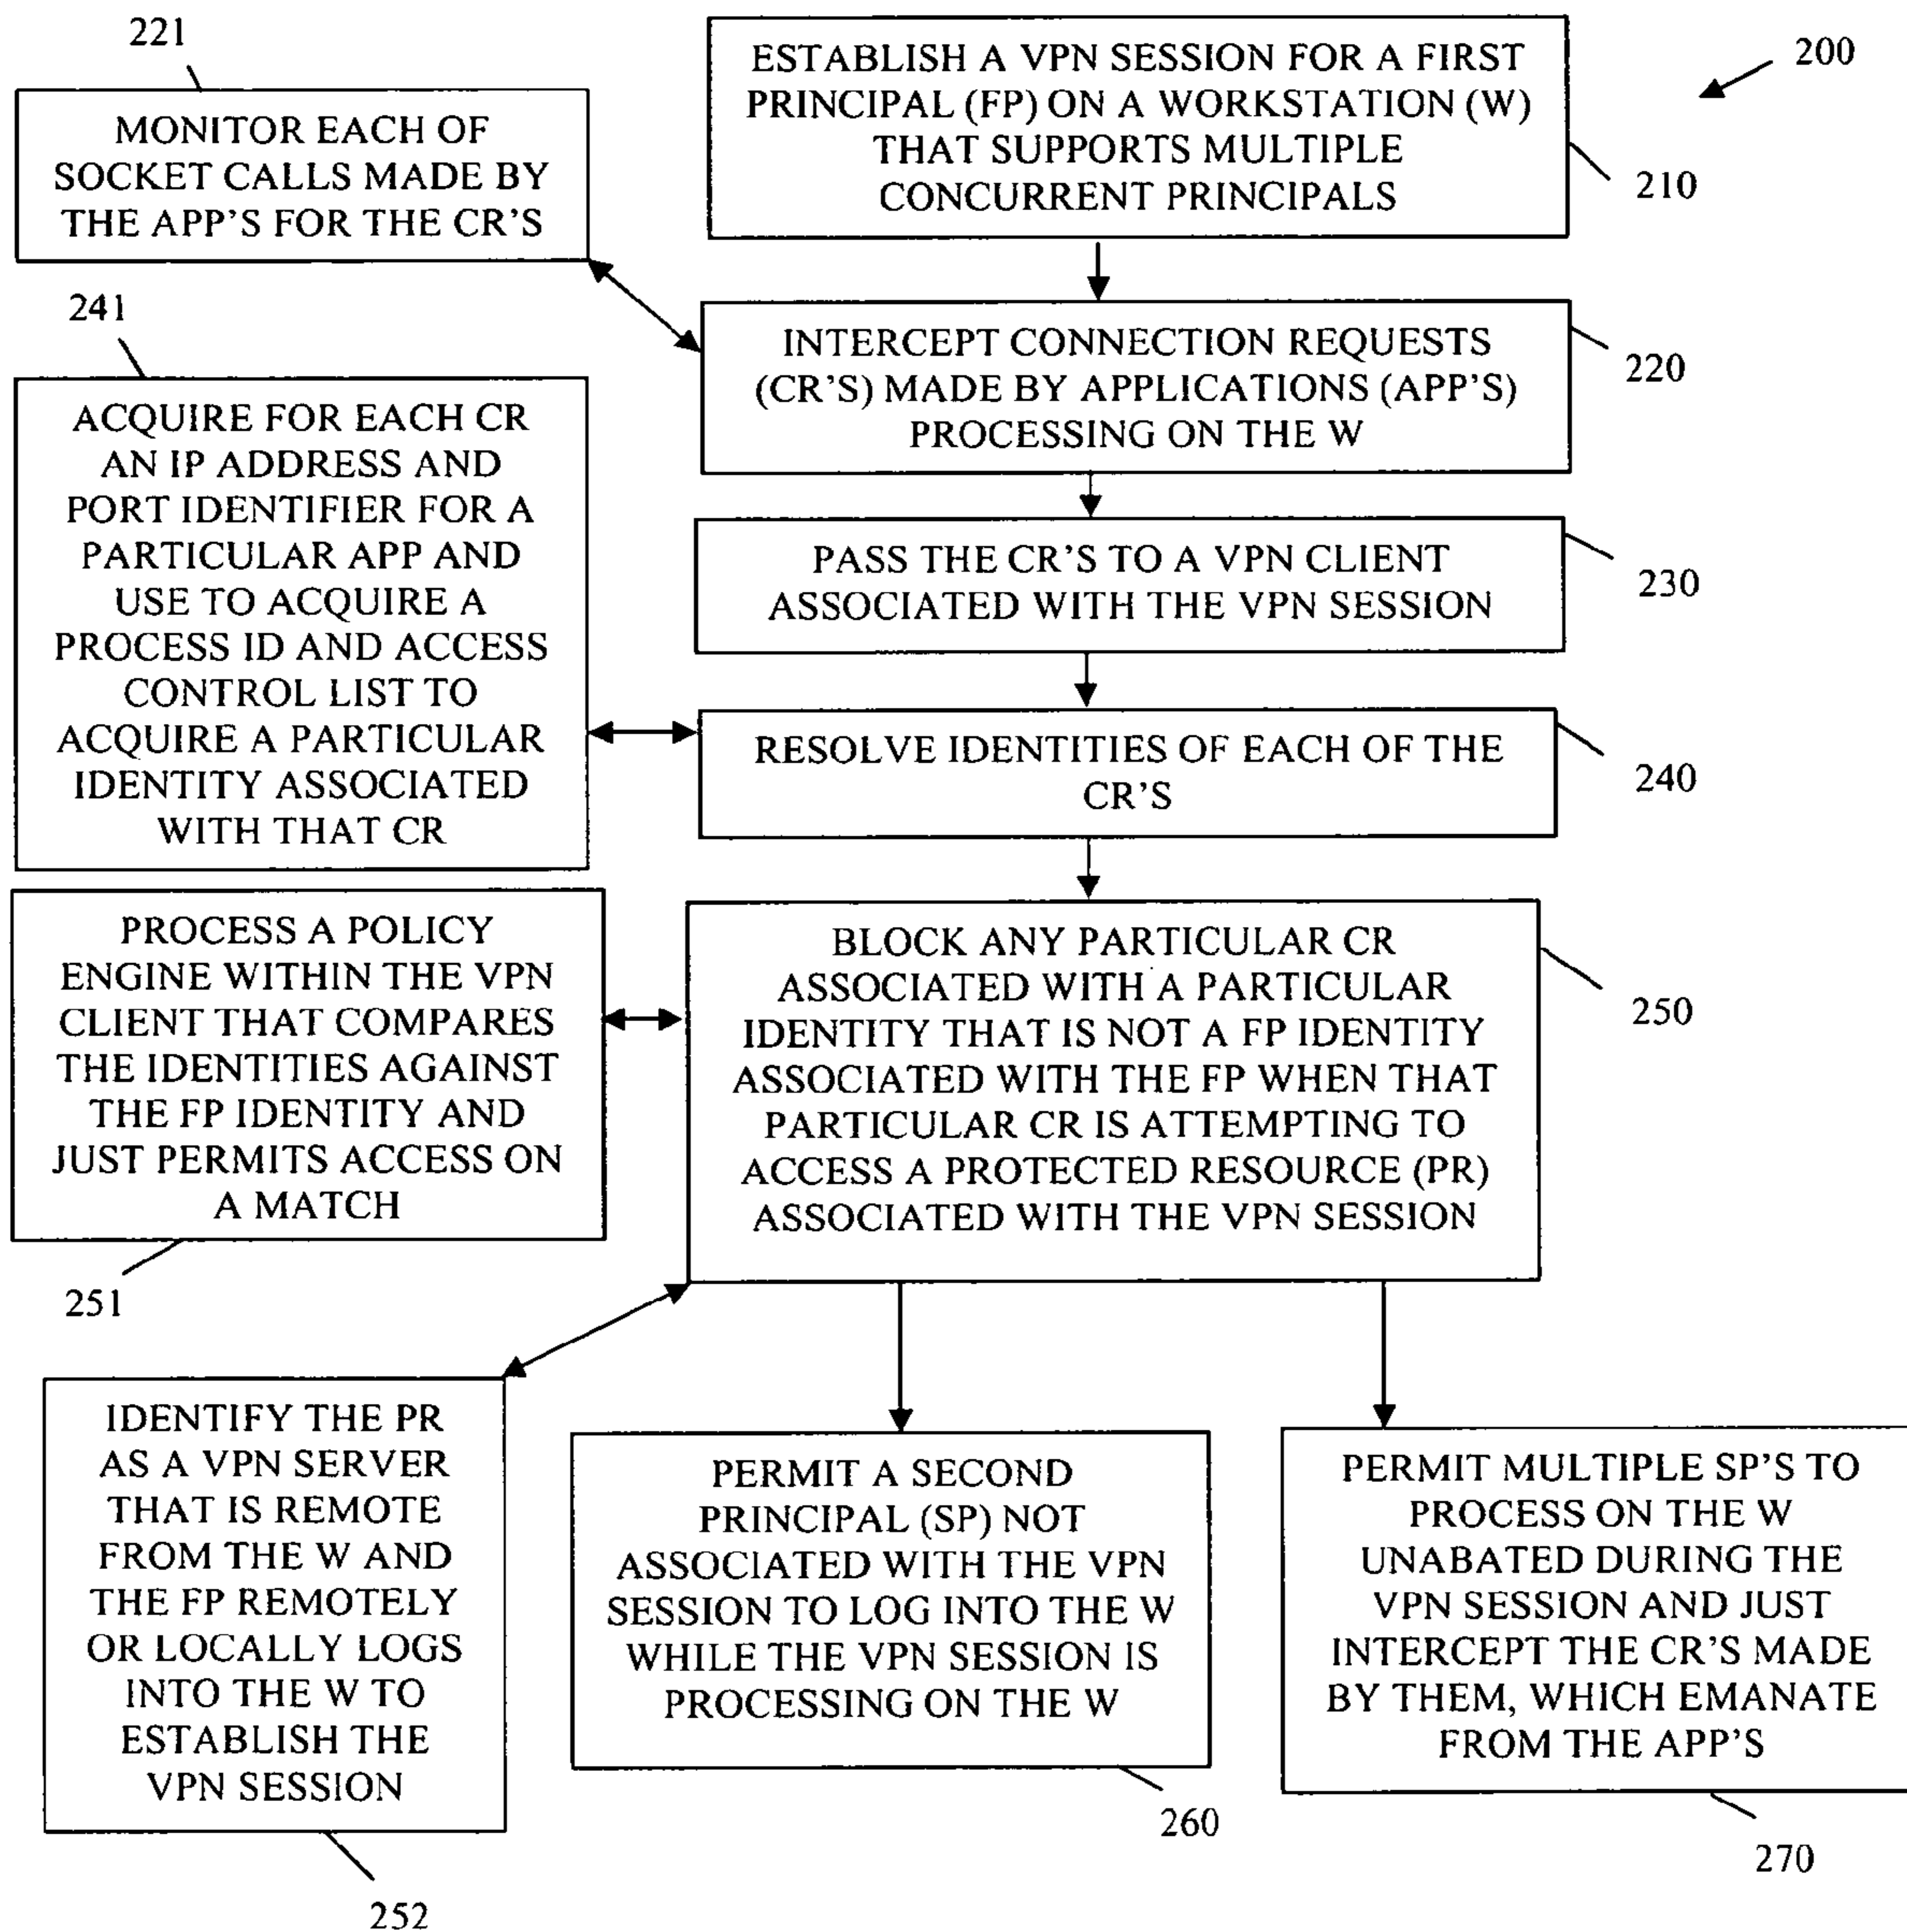 200
ESTABLISH A VPN SESSION FOR A FIRST
PRINCIPAL (FP) ON A WORKSTATION (W)
THAT SUPPORTS MULTIPLE
CONCURRENT PRINCIPALS
210
221
MONITOR EACH OF
SOCKET CALLS MADE BY
THE APP'S FOR THE CR'S
INTERCEPT CONNECTION REQUESTS
(CR'S) MADE BY APPLICATIONS (APP'S)
PROCESSING ON THE W
220
PASS THE CR'S TO A VPN CLIENT
ASSOCIATED WITH THE VPN SESSION
230
241
ACQUIRE FOR EACH CR
AN IP ADDRESS AND
PORT IDENTIFIER FOR A
PARTICULAR APP AND
USE TO ACQUIRE A
PROCESS ID AND ACCESS
CONTROL LIST TO
ACQUIRE A PARTICULAR
IDENTITY ASSOCIATED
WITH THAT CR
RESOLVE IDENTITIES OF EACH OF THE
CR'S
240
PROCESS A POLICY
ENGINE WITHIN THE VPN
CLIENT THAT COMPARES
THE IDENTITIES AGAINST
THE FP IDENTITY AND
JUST PERMITS ACCESS ON
A MATCH
251
BLOCK ANY PARTICULAR CR
ASSOCIATED WITH A PARTICULAR
IDENTITY THAT IS NOT A FP IDENTITY
ASSOCIATED WITH THE FP WHEN THAT
PARTICULAR CR IS ATTEMPTING TO
ACCESS A PROTECTED RESOURCE (PR)
ASSOCIATED WITH THE VPN SESSION
250
IDENTIFY THE PR
AS A VPN SERVER
THAT IS REMOTE
FROM THE W AND
THE FP REMOTELY
OR LOCALLY LOGS
INTO THE W TO
ESTABLISH THE
VPN SESSION
252
PERMIT A SECOND
PRINCIPAL (SP) NOT
ASSOCIATED WITH THE VPN
SESSION TO LOG INTO THE W
WHILE THE VPN SESSION IS
PROCESSING ON THE W
260
PERMIT MULTIPLE SP'S TO
PROCESS ON THE W
UNABATED DURING THE
VPN SESSION AND JUST
INTERCEPT THE CR'S MADE
BY THEM, WHICH EMANATE
FROM THE APP'S
270